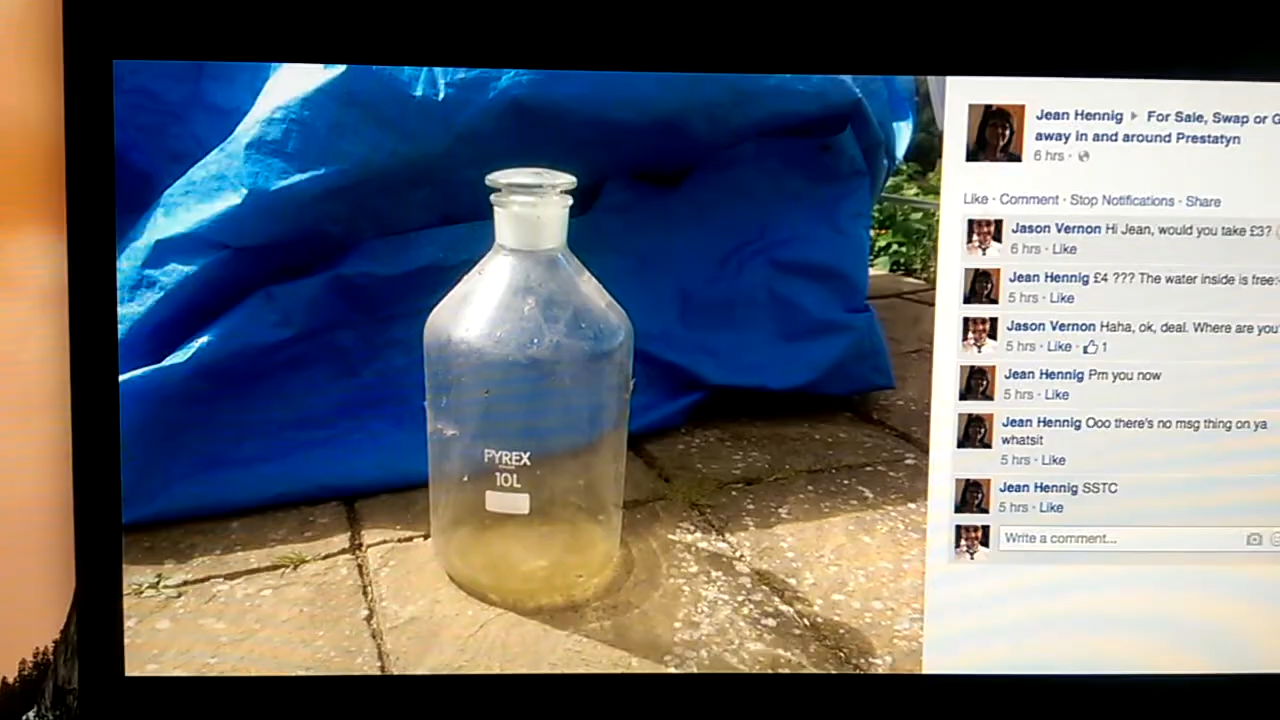 PYREX
10L
Jean Hennig For Sale, Swap or G
away in and around Prestatyn
6 hrs ·
Like · Comment · Stop Notifications · Share
Jason Vernon Hi Jean, would you take £3?
6 hrs · Like
Jean Hennig £4 ??? The water inside is free
5 hrs · Like
Jason Vernon Haha, ok, deal. Where are you
5 hrs · Like · 1
Jean Hennig Pm you now
5 hrs · Like
Jean Hennig Ooo there's no msg thing on ya
whatsit
5 hrs · Like
Jean Hennig SSTC
5 hrs · Like
Write a comment...